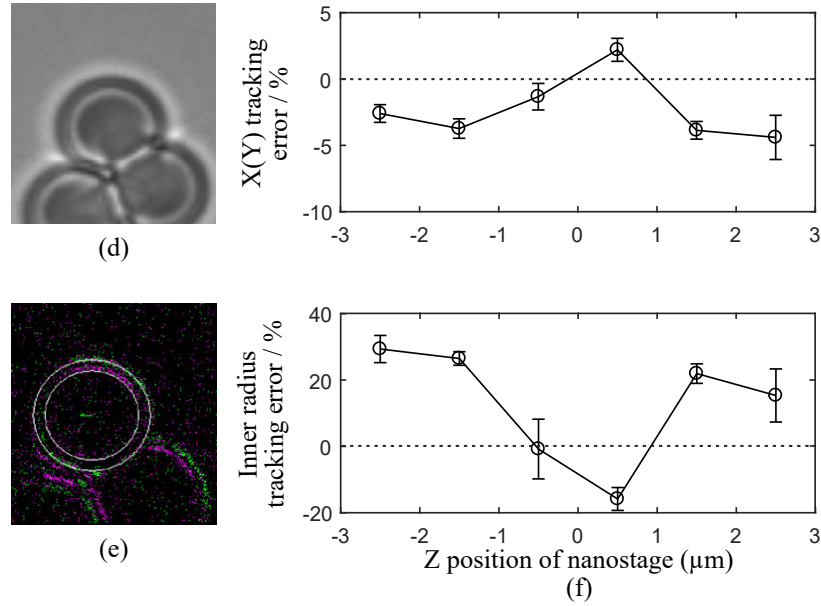 (d)
X(Y) tracking
error / %
5
0
-5
-10
-3 -2 -1 0 1 2 3
(e)
Inner radius
tracking error / %
40
20
0
-20
-3 -2 -1 0 1 2 3
Z position of nanostage (μm)
(f)